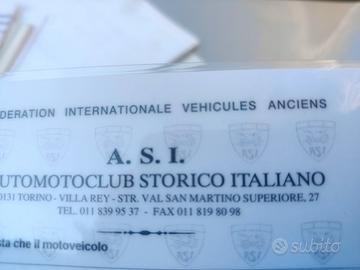 DERATION INTERNATIONALE VEHICULES ANCIENS
A. S. I.
UTOMOTOCLUB STORICO ITALIANO
0131 TORINO - VILLA REY - STR. VAL SAN MARTINO SUPERIORE, 27
TEL. 011 839 95 37 - FAX 011 819 80 98
sta che il motoveicolo
subito